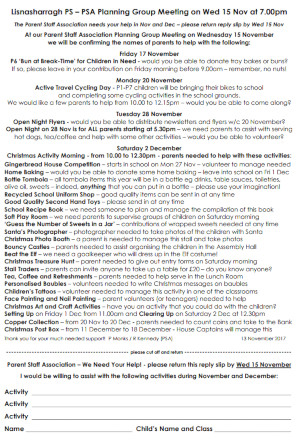 Lisnasharragh PS – PSA Planning Group Meeting on Wed 15 Nov at 7.00pm
The Parent Staff Association needs your help in Nov and Dec – please return reply slip by Wed 15 Nov
At our Parent Staff Association Planning Group Meeting on Wednesday 15 November
we will be confirming the names of parents to help with the following:
Friday 17 November
P6 'Bun at Break-Time' for Children in Need - would you be able to donate tray bakes or buns?
If so, please leave in your contribution on Friday morning before 9.00am – remember, no nuts!
Monday 20 November
Active Travel Cycling Day - P1-P7 children will be bringing their bikes to school
and completing some cycling activities in the school grounds.
We would like a few parents to help from 10.00 to 12.15pm – would you be able to come along?
Tuesday 28 November
Open Night Flyers - would you be able to distribute newsletters and flyers w/c 20 November?
Open Night on 28 Nov is for ALL parents starting at 5.30pm – we need parents to assist with serving
hot dogs, tea/coffee and help with some other activities – would you be able to volunteer?
Saturday 2 December
Christmas Activity Morning - from 10.00 to 12.30pm - parents needed to help with these activities:
Gingerbread House Competition - starts in school on Mon 27 Nov – volunteer to manage needed
Home Baking – would you be able to donate some home baking – leave into school on Fri 1 Dec
Bottle Tombola – all tombola items this year will be in a bottle eg drinks, table sauces, toiletries,
olive oil, sweets - indeed, anything that you can put in a bottle – please use your imagination!
Recycled School Uniform Shop - good quality items can be sent in at any time
Good Quality Second Hand Toys – please send in at any time
School Recipe Book – we need someone to plan and manage the compilation of this book
Soft Play Room – we need parents to supervise groups of children on Saturday morning
'Guess the Number of Sweets in a Jar' – contributions of wrapped sweets needed at any time
Santa's Photographer - photographer needed to take photos of the children with Santa
Christmas Photo Booth - a parent is needed to manage this stall and take photos
Bouncy Castles – parents needed to assist with organising the children in the Assembly Hall
Beat the Elf – we need a goalkeeper who will dress up in the Elf costume!
Christmas Treasure Hunt - parent needed to give out entry forms on Saturday morning
Stall Traders – parents can invite anyone to take up a table for £20 – do you know anyone?
Tea, Coffee and Refreshments – parents needed to help serve in the Lunch Room
Personalised Baubles - volunteers needed to write Christmas messages on baubles
Children's Tattoos – volunteer needed to manage the activity in one of the classrooms
Face Painting and Nail Painting - parent volunteers (or teenagers) needed to help
Christmas Art and Craft Activities - have you an activity that you could do with the children?
Setting Up on Friday 1 Dec from 11.00am and Clearing Up on Saturday 2 Dec at 12.30pm
Copper Collection – from 20 Nov to 20 Dec - parents needed to count coins and take to the Bank
Christmas Post Box – from 11 December to 18 December - House Captains will manage this
Thank you for your much needed support! P Monks / R Kennedy (PSA) 13 November 2017
please cut off and return
Parent Staff Association – We Need Your Help! - please return this reply slip by Wed 15 November
I would be willing to assist with the following activities during November and December:
Activity
Activity
Activity
Name Child's Name and Class